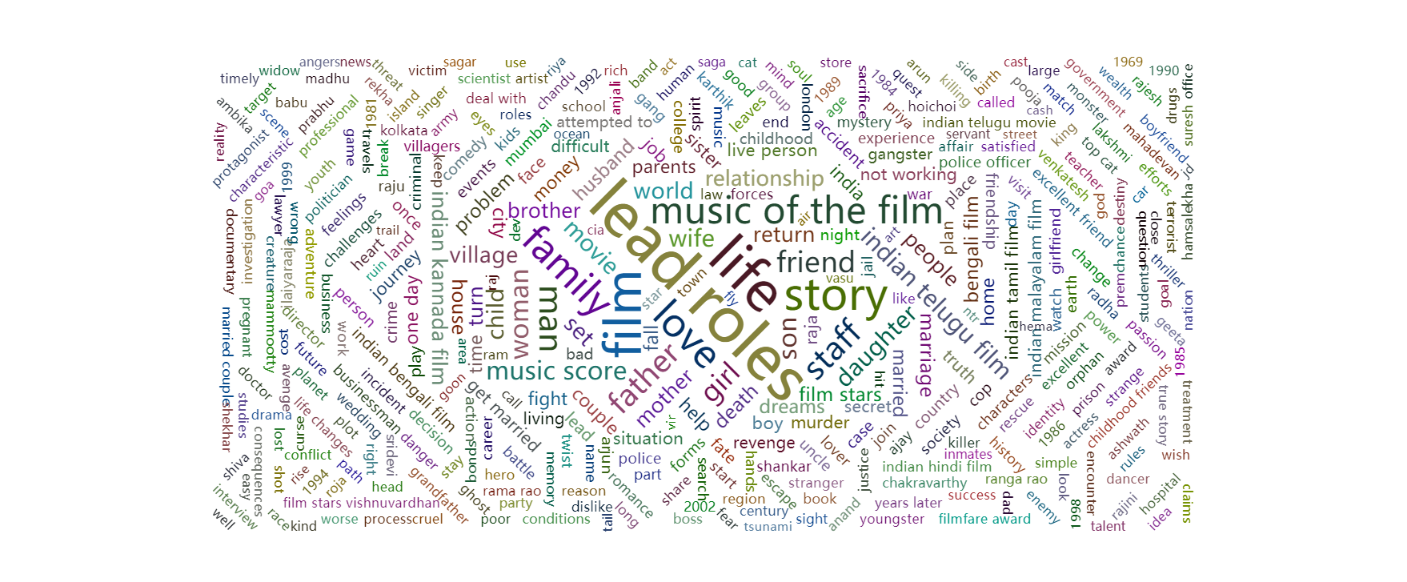 angers
news
sagar
use
riya
rich
band
act
saga
cat
mind
soul
store
1984
arun
side
cast
large
1969
1990
timely
widow
madhu
threat
victim
scientist
artist
chandu
1992
human
good
group
london
1989
sacrifice
quest
killing
birth
pooja
match
cash
government
wealth
monster
rajesh
drugs
suresh
office
target
babu
rekha
island
singer
deal with
roles
school
anjali
gang
karthik
spirit
music
leaves
age
hoichoi
called
ambika
scene
prabhu
professional
1981
army
eyes
kids
attempted to
ocean
college
end
mystery
priya
indian telugu movie
king
lakshmi
mahadevan
boyfriend
reality
protagonist
game
travels
kolkata
villagers
comedy
mumbai
difficult
job
sister
childhood
accident
experience
servant
street
teacher
top cat
efforts
characteristic
youth
break
criminal
keep
events
face
husband
parents
live person
india
gangster
affair
satisfied
venkatesh
excellent friend
god
destiny
car
terrorist
hamsalekha
goa
1991
politician
raju
once
problem
money
world
law
forces
relationship
not working
police officer
visit
lawyer
wrong
feelings
land
indian kannada film
city
brother
lead roles
music of the film
war
place
friendship
day
girlfriend
premchance
question
close
thriller
documentary
investigation
adventure
challenges
heart
trail
dev
cia
movie
wife
life
air
return
night
art
people
plan
bengali film
indian tamil film
indian malayalam film
change
students
goal
nation
creature
ilaiyaraja
ruin
journey
village
family
friend
jail
indian telugu film
home
watch
earth
radha
geeta
pregnant
mammootty
business
person
one day
house
child
raj
woman
man
film
star
town
fly
story
vasu
like
ntr
hema
power
passion
1981
married couple
cost
director
work
crime
play
area
time
turn
set
fall
love
son
raja
staff
daughter
marriage
truth
mission
excellent
award
strange
future
avenge
planet
incident
indian bengali film
ram
bad
music score
father
girl
hit
married
country
cop
characters
orphan
prison
true story
treatment
shekhar
doctor
studies
life changes
businessman
goon
get married
fight
couple
mother
death
film stars
dreams
secret
society
rescue
identity
childhood friends
drama
wedding
decision
action
call
living
lead
help
boy
murder
join
ajay
history
1986
actress
ashwath
wish
shiva
lost
secure
plot
sridevi
danger
bonds
career
battle
twist
name
arjun
situation
vir
revenge
lover
case
killer
inmates
simple
encounter
rules
consequences
conflict
right
stay
hero
memory
police
forms
fate
uncle
justice
indian hindi film
look
dancer
easy
shot
rise
1994
path
head
grandfather
ghost
rama rao
reason
romance
part
search
start
hands
shankar
stranger
escape
chakravarthy
ranga rao
dad
hospital
claims
interview
roja
film stars vishnuvardhan
party
dislike
long
share
region
book
years later
success
enemy
1998
rajini
idea
well
race
kind
worse
process
cruel
poor
conditions
tail
boss
2002
fear
century
tsunami
sight
anand
youngster
filmfare award
talent